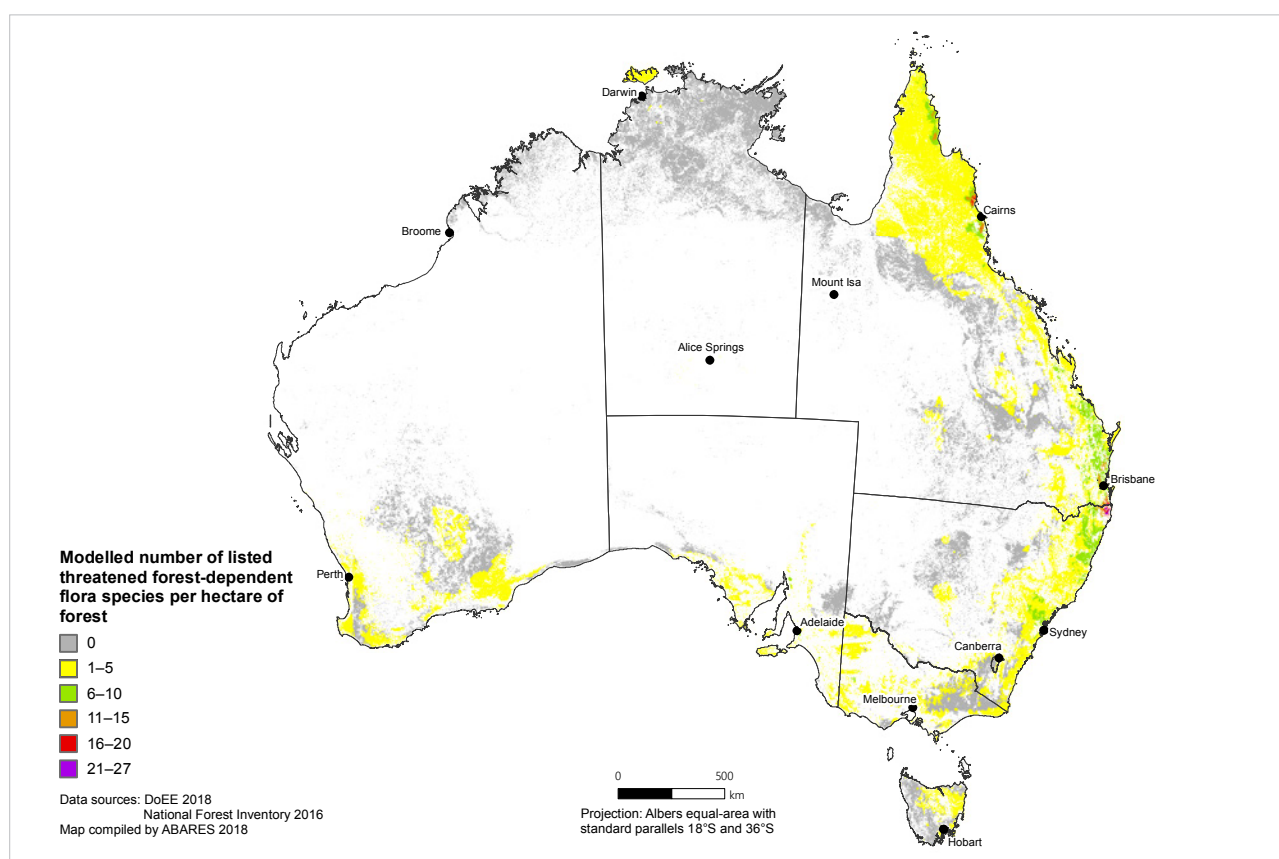 Darwin
Cairns
Broome
Mount Isa
Alice Springs
Brisbane
Perth
Adelaide
Sydney
Canberra
Melbourne
Hobart
Modelled number of listed
threatened forest-dependent
flora species per hectare of
forest
0
1–5
6–10
11–15
16–20
21–27
Data sources: DoEE 2018
National Forest Inventory 2016
Map compiled by ABARES 2018
0 500
km
Projection: Albers equal-area with
standard parallels 18°S and 36°S